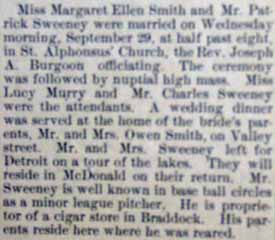 Miss Margaret Ellen Smith and Mr. Pat-
rick Sweeney were married on Wednesday
morning, September 29, at half past eight,
in St. Alphonsus' Church, the Rev. Joseph
A. Burgoon officiating. The ceremony
was followed by nuptial high mass. Miss
Lucy Murry and Mr. Charles Sweeney
were the attendants. A wedding dinner
was served at the home of the bride's par-
ents, Mr. and Mrs. Owen Smith, on Valley
street. Mr. and Mrs. Sweeney left for
Detroit on a tour of the lakes. They will
reside in McDonald on their return. Mr.
Sweeney is well known in base ball circles
as a minor league pitcher. He is proprie-
tor of a cigar store in Braddock. His pa-
rents reside here where he was reared.